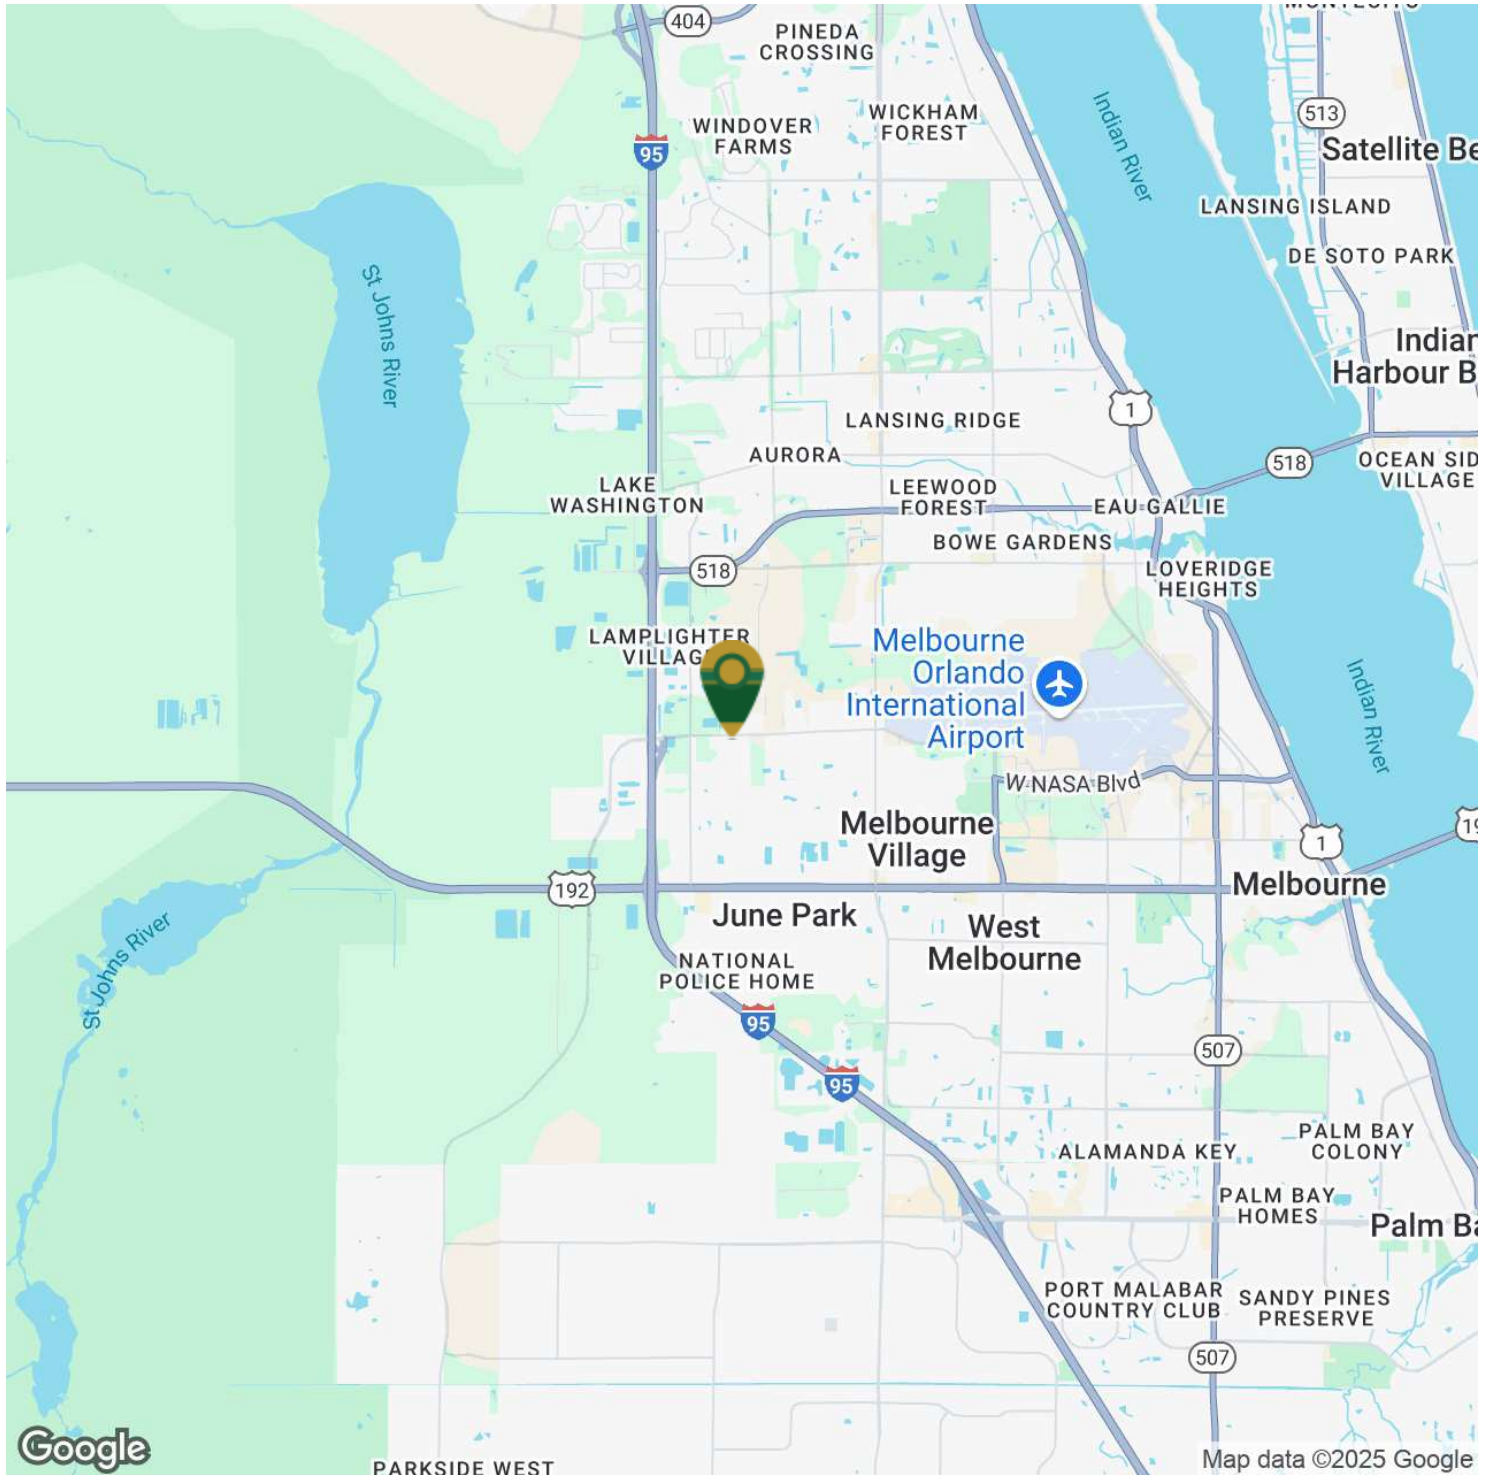 404
PINEDA
CROSSING
513
WINDOVER
FARMS
WICKHAM
FOREST
95
Indian River
Satellite Be
LANSING ISLAND
DE SOTO PARK
St Johns River
Indian
Harbour B
1
LANSING RIDGE
AURORA
518
OCEAN SID
VILLAGE
LAKE
WASHINGTON
LEEWOOD
FOREST
EAU GALLIE
BOWE GARDENS
518
LOVERIDGE
HEIGHTS
LAMPLIGHTER
VILLAG
Melbourne
Orlando
International
Airport
Indian River
W NASA Blvd
Melbourne
Village
1
19
192
Melbourne
June Park
West
Melbourne
St Johns River
NATIONAL
POLICE HOME
95
507
95
ALAMANDA KEY
PALM BAY
COLONY
PALM BAY
HOMES
Palm Ba
PORT MALABAR
COUNTRY CLUB
SANDY PINES
PRESERVE
507
Google
PARKSIDE WEST
Map data ©2025 Google